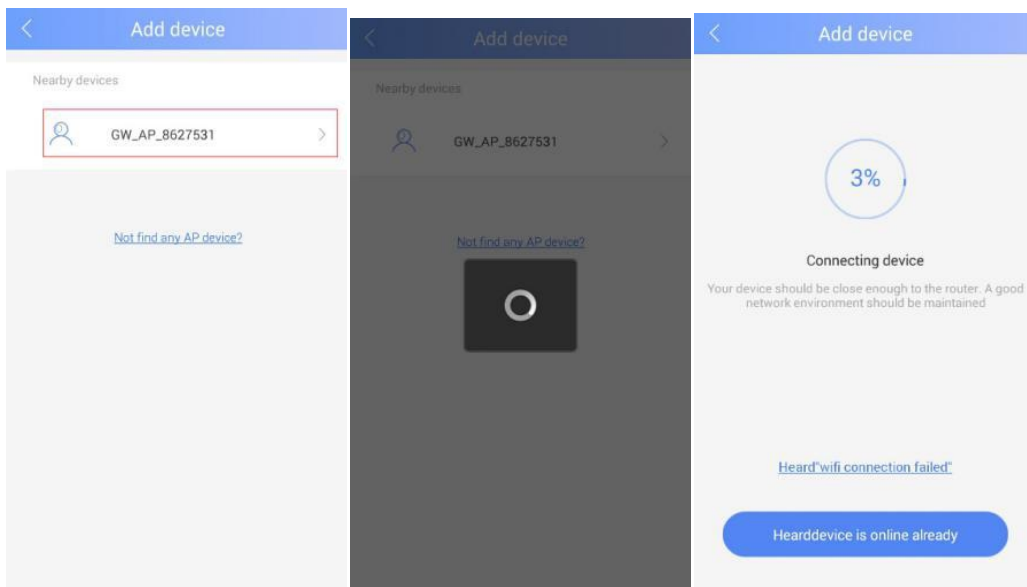 Add device
Nearby devices
GW_AP_8627531
Not find any AP device?
Add device
Nearby devices
GW_AP_8627531
Not find any AP device?
Add device
3%
Connecting device
Your device should be close enough to the router. A good
network environment should be maintained
Heard"wifi connection failed"
Hearddevice is online already